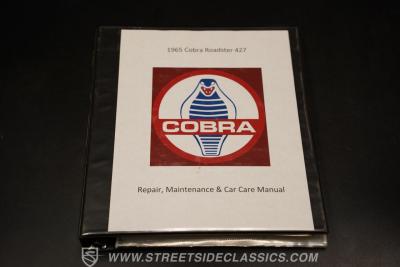 1965 Cobra Roadster 427
COBRA
Repair, Maintenance & Car Care Manual
WWW.STREETSIDECLASSICS.COM